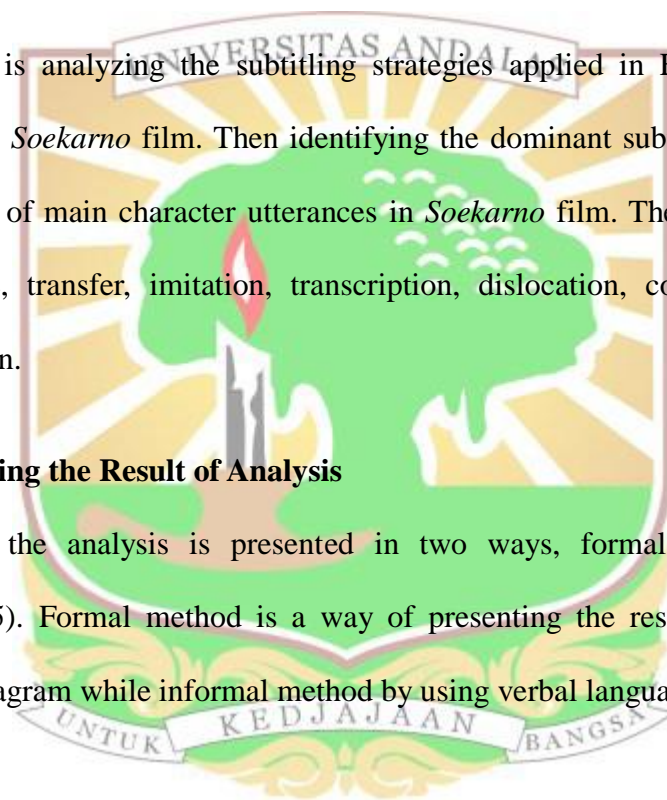 UNIVERSITAS ANDALAS
is analyzing the subtitling strategies applied in
Soekarno film. Then identifying the dominant sub
of main character utterances in Soekarno film. The
, transfer, imitation, transcription, dislocation, co
n.
ing the Result of Analysis
the analysis is presented in two ways, formal
5). Formal method is a way of presenting the res
agram while informal method by using verbal langua
UNTUK KEDJAJAAN BANGSA